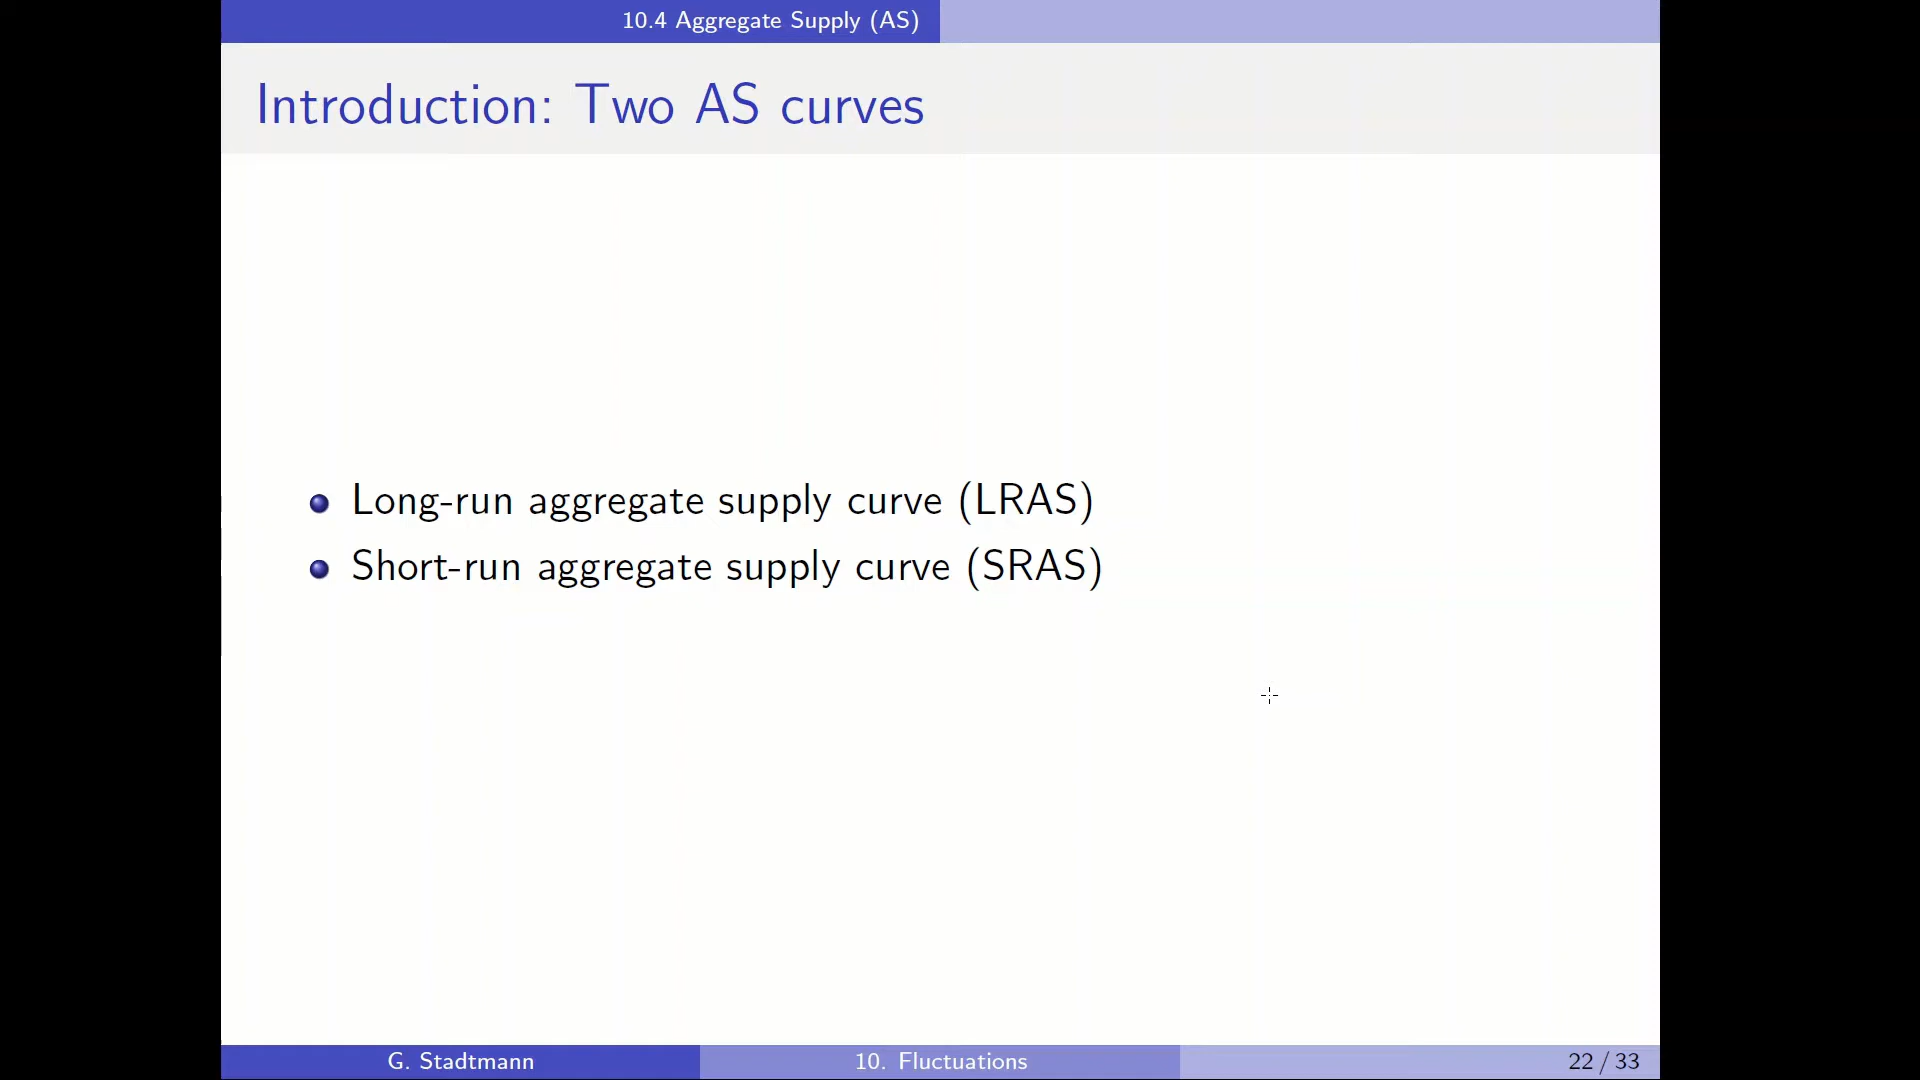 10.4 Aggregate Supply (AS)
Introduction: Two AS curves
Long-run aggregate supply curve (LRAS)
Short-run aggregate supply curve (SRAS)
G. Stadtmann
10. Fluctuations
22 / 33